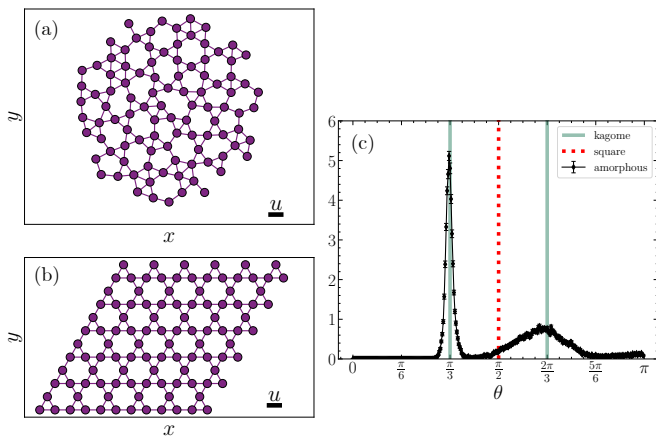 (a)
y
u
x
(b)
y
u
x
(c)
6
5
4
3
2
1
0
kagome
square
amorphous
0 π/6 π/3 π/2 2π/3 5π/6 π
θ